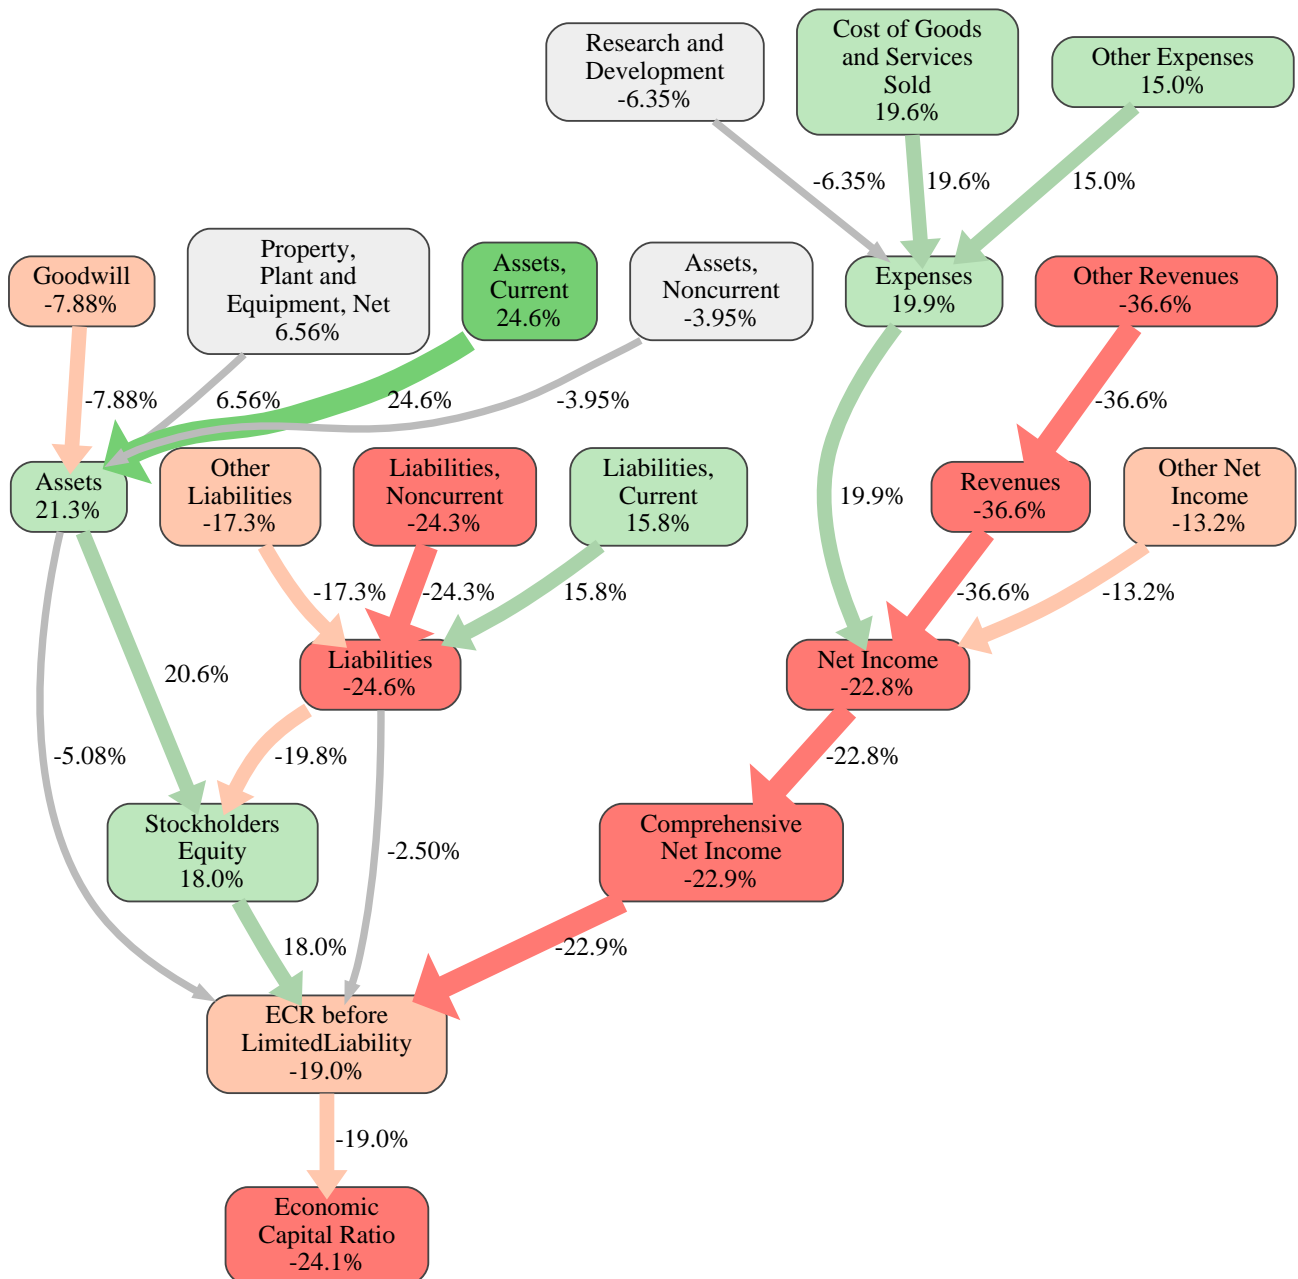 Research and
Development
-6.35%
Cost of Goods
and Services
Sold
19.6%
Other Expenses
15.0%
-6.35%
19.6%
15.0%
Goodwill
-7.88%
Property,
Plant and
Equipment, Net
6.56%
Assets,
Current
24.6%
Assets,
Noncurrent
-3.95%
Expenses
19.9%
Other Revenues
-36.6%
-7.88%
6.56%
24.6%
-3.95%
-36.6%
Assets
21.3%
Other
Liabilities
-17.3%
Liabilities,
Noncurrent
-24.3%
Liabilities,
Current
15.8%
19.9%
Revenues
-36.6%
Other Net
Income
-13.2%
-17.3%
-24.3%
15.8%
-36.6%
-13.2%
20.6%
Liabilities
-24.6%
Net Income
-22.8%
-5.08%
-19.8%
-22.8%
Stockholders
Equity
18.0%
-2.50%
Comprehensive
Net Income
-22.9%
18.0%
-22.9%
ECR before
LimitedLiability
-19.0%
-19.0%
Economic
Capital Ratio
-24.1%